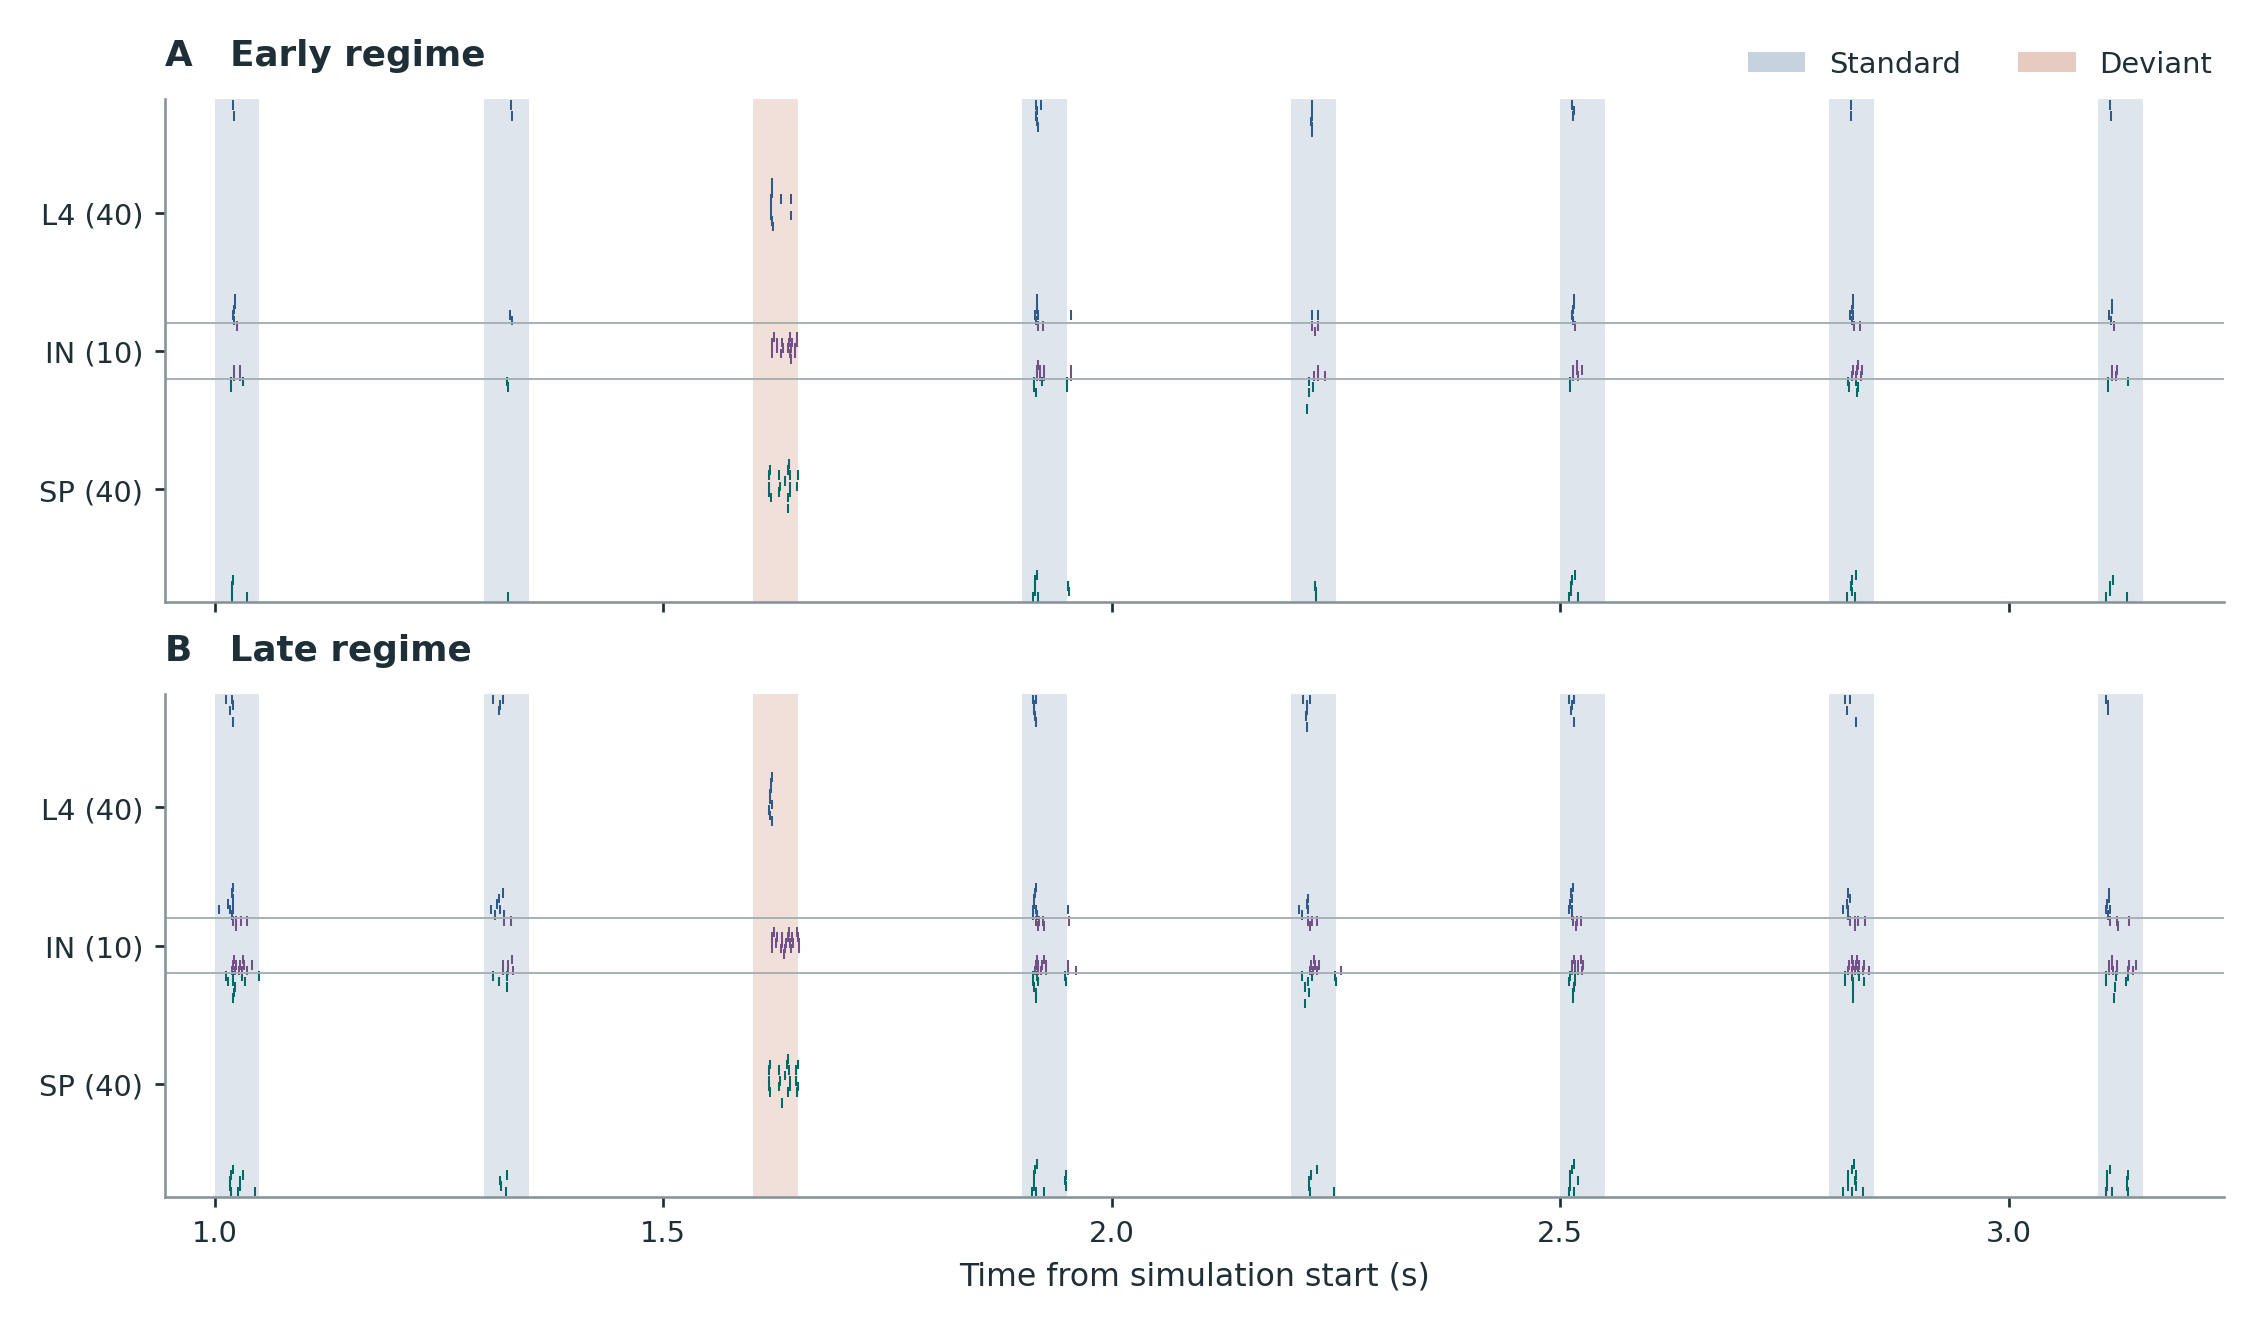 A Early regime
Standard Deviant
L4 (40)
IN (10)
SP (40)
B Late regime
L4 (40)
IN (10)
SP (40)
1.0 1.5 2.0 2.5 3.0
Time from simulation start (s)